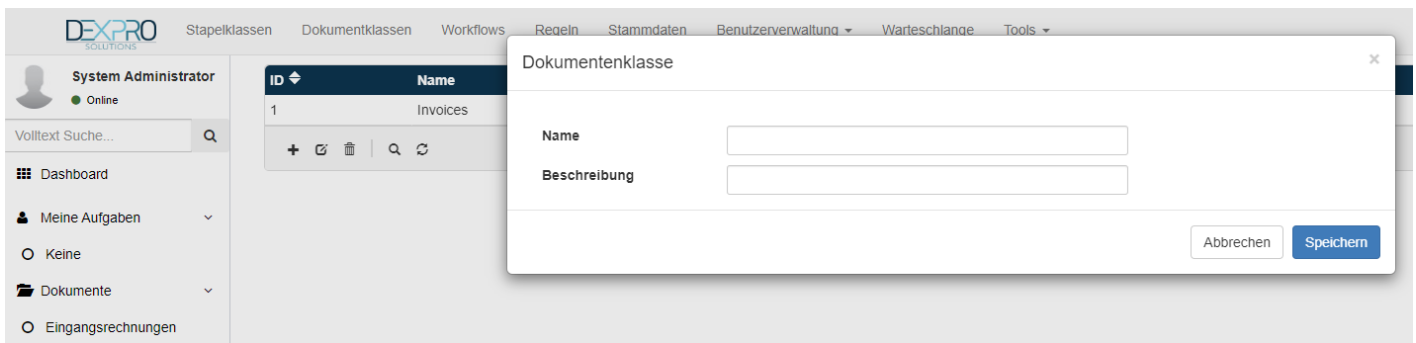 DEXPRO
SOLUTIONS
Stapelklassen Dokumentklassen Workflows Regeln Stammdaten Benutzerverwaltung Warteschlange Tools
System Administrator
Online
Volltext Suche...
Dashboard
Meine Aufgaben
Keine
Dokumente
Eingangsrechnungen
ID Name
1 Invoices
Dokumentenklasse ×
Name
Beschreibung
Abbrechen Speichern